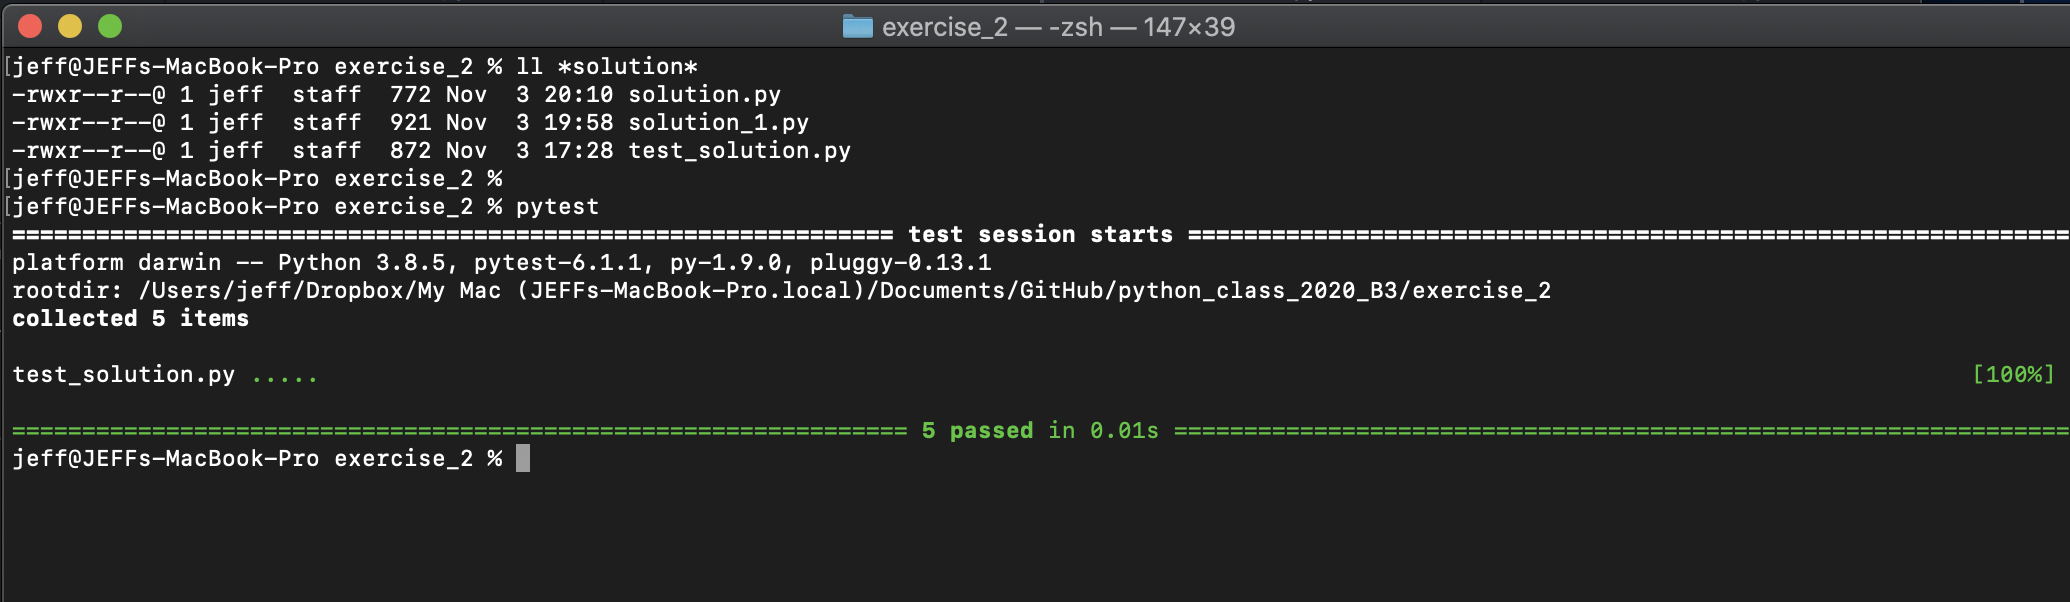 exercise_2 — -zsh — 147×39
[jeff@JEFFs-MacBook-Pro exercise_2 % ll *solution*
-rwxr--r--@ 1 jeff  staff  772 Nov  3 20:10 solution.py
-rwxr--r--@ 1 jeff  staff  921 Nov  3 19:58 solution_1.py
-rwxr--r--@ 1 jeff  staff  872 Nov  3 17:28 test_solution.py
[jeff@JEFFs-MacBook-Pro exercise_2 %
[jeff@JEFFs-MacBook-Pro exercise_2 % pytest
=============================================================== test session starts ===============================================================
platform darwin -- Python 3.8.5, pytest-6.1.1, py-1.9.0, pluggy-0.13.1
rootdir: /Users/jeff/Dropbox/My Mac (JEFFs-MacBook-Pro.local)/Documents/GitHub/python_class_2020_B3/exercise_2
collected 5 items
test_solution.py ..... [100%]
================================================================ 5 passed in 0.01s ================================================================
jeff@JEFFs-MacBook-Pro exercise_2 %